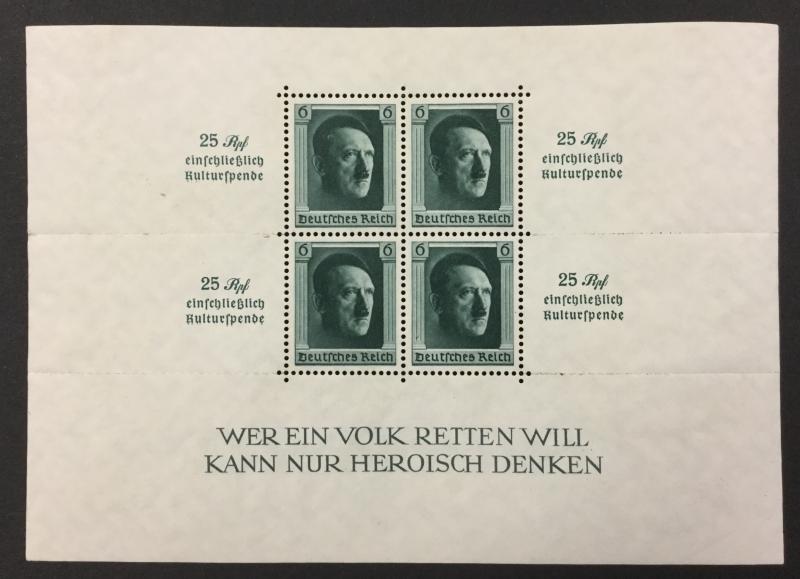 25 Rpf
einſchließlich
Kulturſpende
25 Rpf
einſchließlich
Kulturſpende
6 6
Deutſches Reich
6 6
Deutſches Reich
25 Rpf
einſchließlich
Kulturſpende
25 Rpf
einſchließlich
Kulturſpende
6 6
Deutſches Reich
6 6
Deutſches Reich
WER EIN VOLK RETTEN WILL
KANN NUR HEROISCH DENKEN